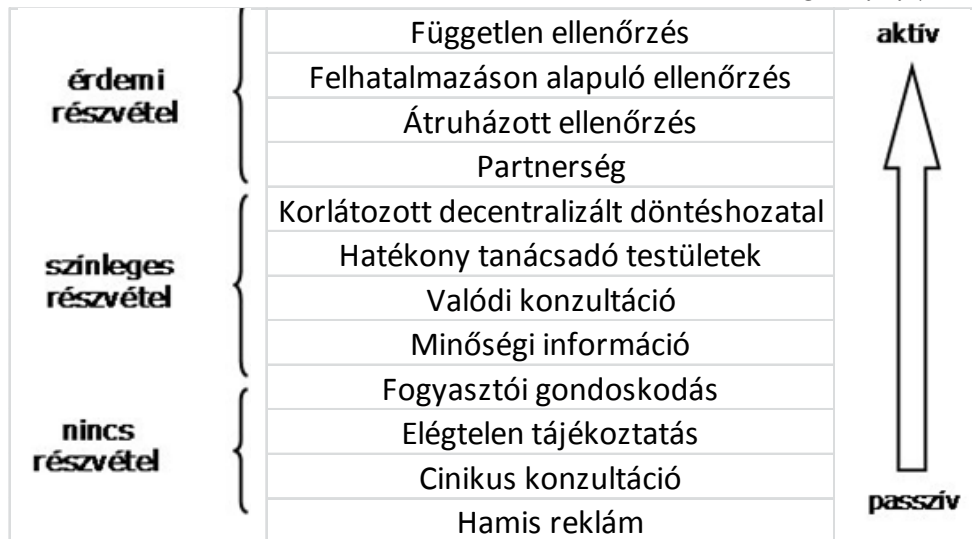 Független ellenőrzés
aktív
Felhatalmazáson alapuló ellenőrzés
érdemi
részvétel
Átruházott ellenőrzés
Partnerség
Korlátozott decentralizált döntéshozatal
Hatékony tanácsadó testületek
színleges
részvétel
Valódi konzultáció
Minőségi információ
Fogyasztói gondoskodás
nincs
részvétel
Elégtelen tájékoztatás
Cinikus konzultáció
passzív
Hamis reklám